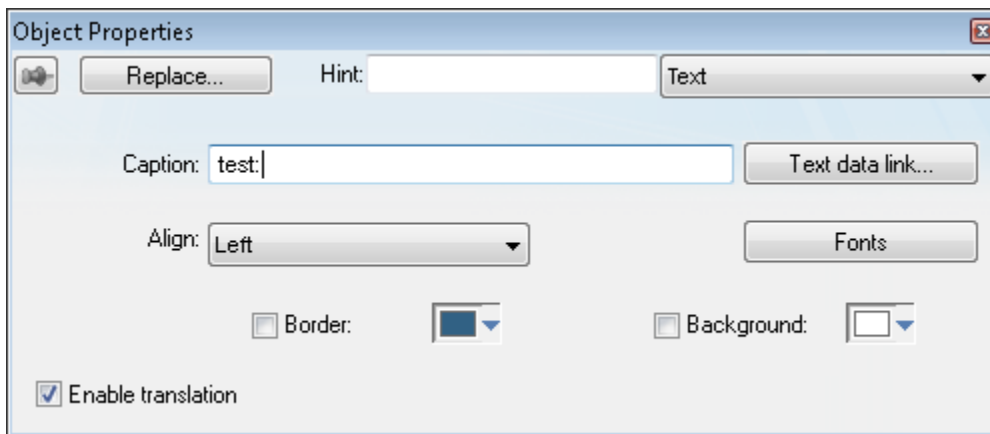 Object Properties
Replace... Hint: Text
Caption: test: Text data link...
Align: Left Fonts
Border: Background:
Enable translation